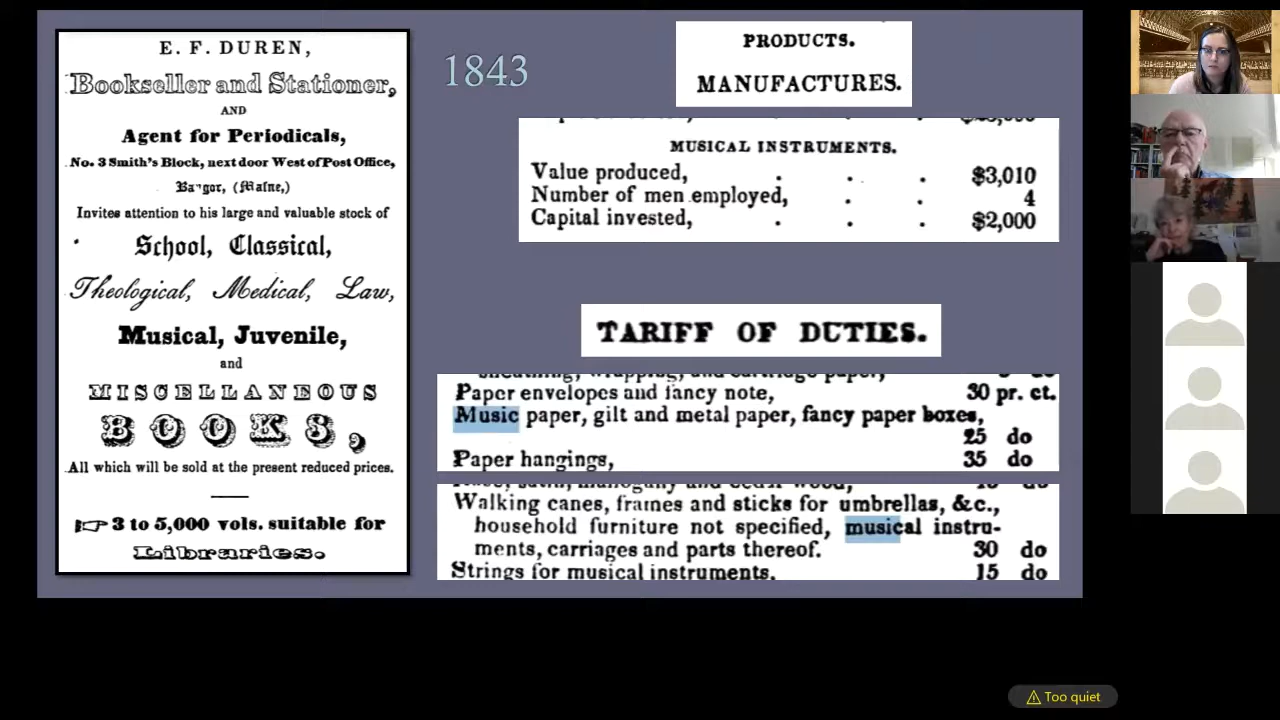 E. F. DUREN,
Bookseller and Stationer,
AND
Agent for Periodicals,
No. 3 Smith's Block, next door West of Post Office,
Bangor, (Maine,)
Invites attention to his large and valuable stock of
School, Classical,
Theological, Medical, Law,
Musical, Juvenile,
and
MISCELLANEOUS
BOOKS,
All which will be sold at the present reduced prices.
☞ 3 to 5,000 vols. suitable for
Libraries.
1843
PRODUCTS.
MANUFACTURES.
MUSICAL INSTRUMENTS.
Value produced, . . . $3,010
Number of men employed, . . 4
Capital invested, . . . $2,000
TARIFF OF DUTIES.
sheathing, wrapping, and cartridge paper,
Paper envelopes and fancy note, 30 pr. ct.
Music paper, gilt and metal paper, fancy paper boxes,
25 do
Paper hangings, 35 do
Walking canes, frames and sticks for umbrellas, &c.,
household furniture not specified, musical instru-
ments, carriages and parts thereof. 30 do
Strings for musical instruments. 15 do
Too quiet